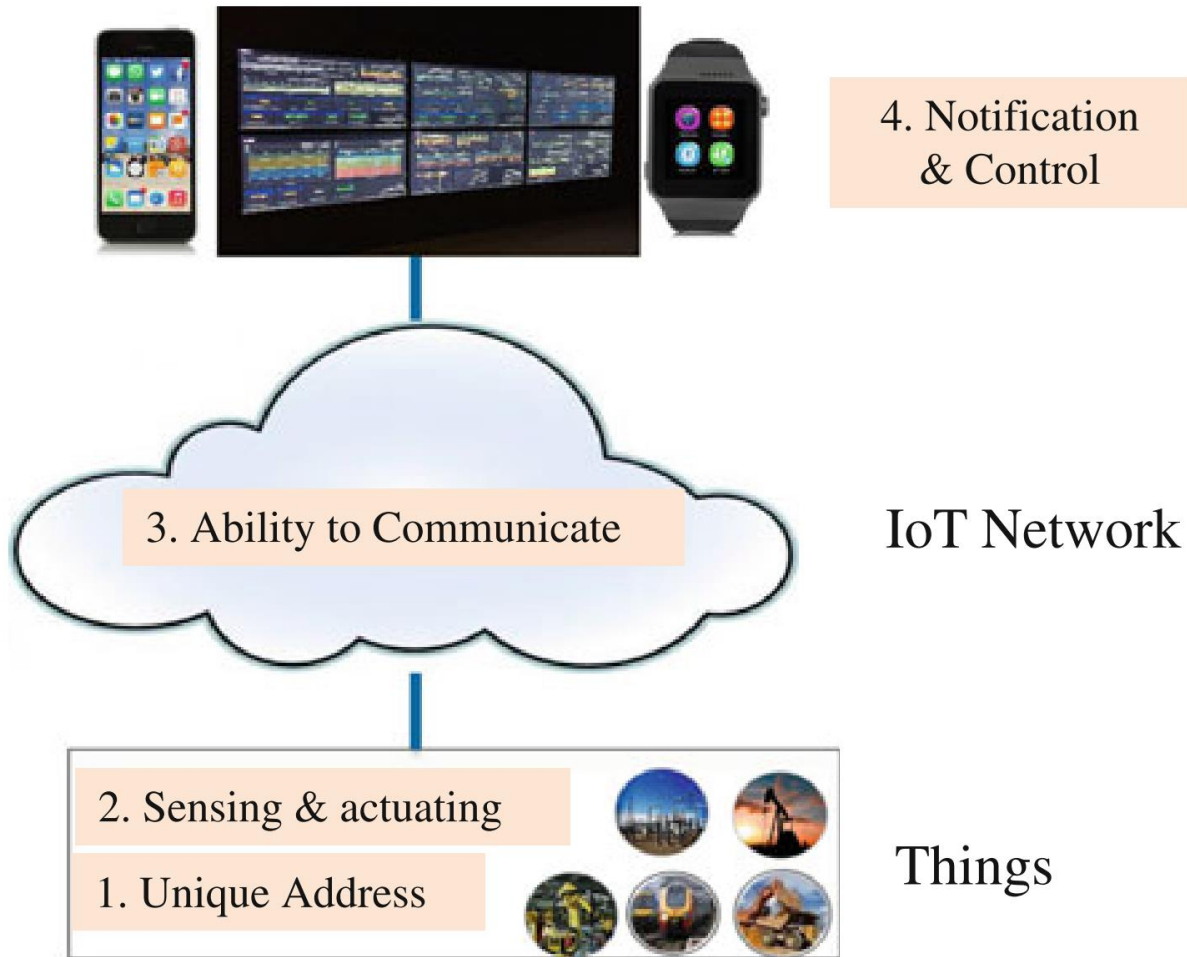 4. Notification
& Control
3. Ability to Communicate
IoT Network
2. Sensing & actuating
1. Unique Address
Things